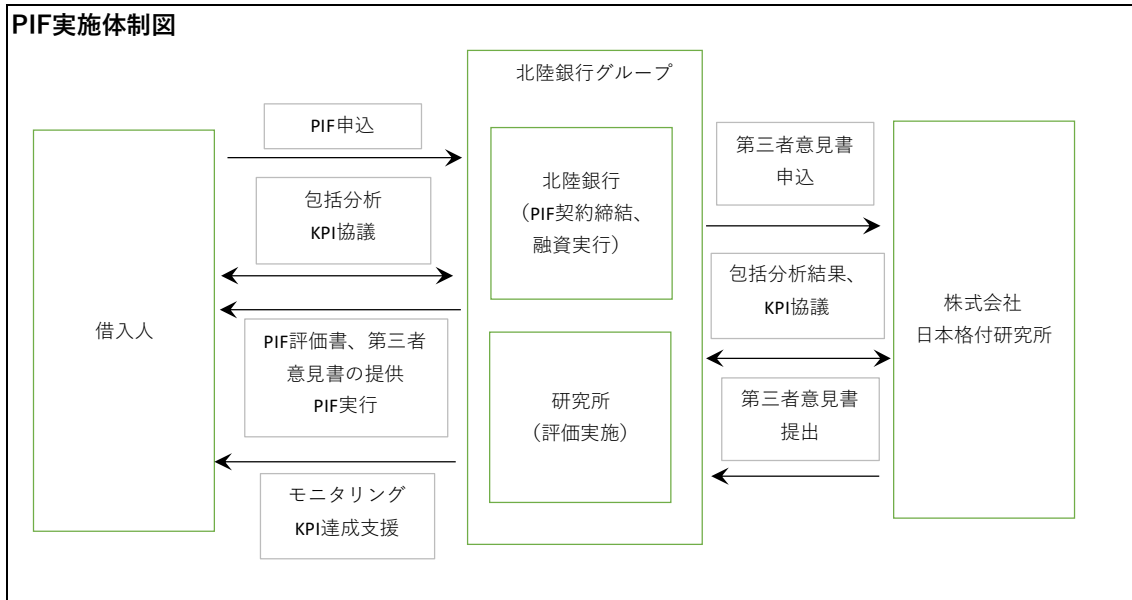 PIF実施体制図
北陸銀行グループ
PIF申込
包括分析
KPI協議
借入人
PIF評価書、第三者
意見書の提供
PIF実行
モニタリング
KPI達成支援
北陸銀行
（PIF契約締結、
融資実行）
研究所
（評価実施）
第三者意見書
申込
包括分析結果、
KPI協議
第三者意見書
提出
株式会社
日本格付研究所